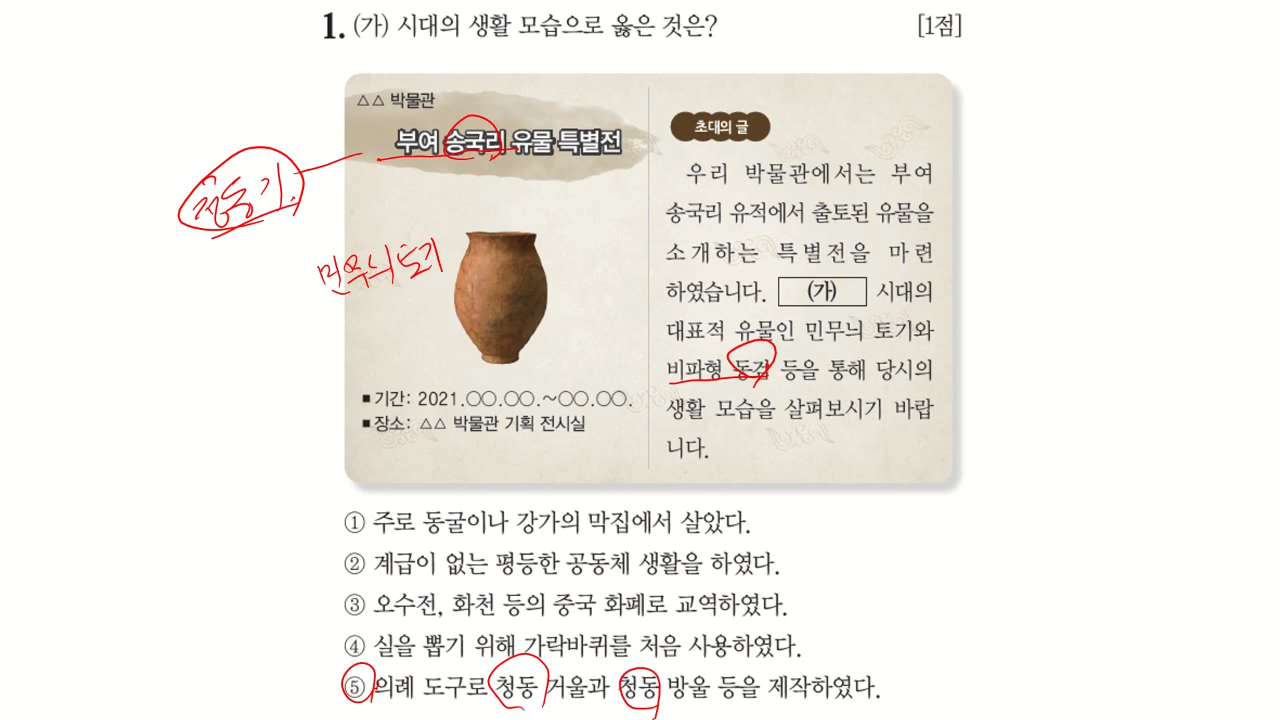 1. (가) 시대의 생활 모습으로 옳은 것은? [1점]
△△ 박물관
부여 송국리 유물 특별전
청동기
민무늬토기
■ 기간: 2021.○○.○○.~○○.○○.
■ 장소: △△ 박물관 기획 전시실
초대의 글
우리 박물관에서는 부여
송국리 유적에서 출토된 유물을
소개하는 특별전을 마련
하였습니다. (가) 시대의
대표적 유물인 민무늬 토기와
비파형 동검 등을 통해 당시의
생활 모습을 살펴보시기 바랍
니다.
① 주로 동굴이나 강가의 막집에서 살았다.
② 계급이 없는 평등한 공동체 생활을 하였다.
③ 오수전, 화천 등의 중국 화폐로 교역하였다.
④ 실을 뽑기 위해 가락바퀴를 처음 사용하였다.
⑤ 의례 도구로 청동 거울과 청동 방울 등을 제작하였다.